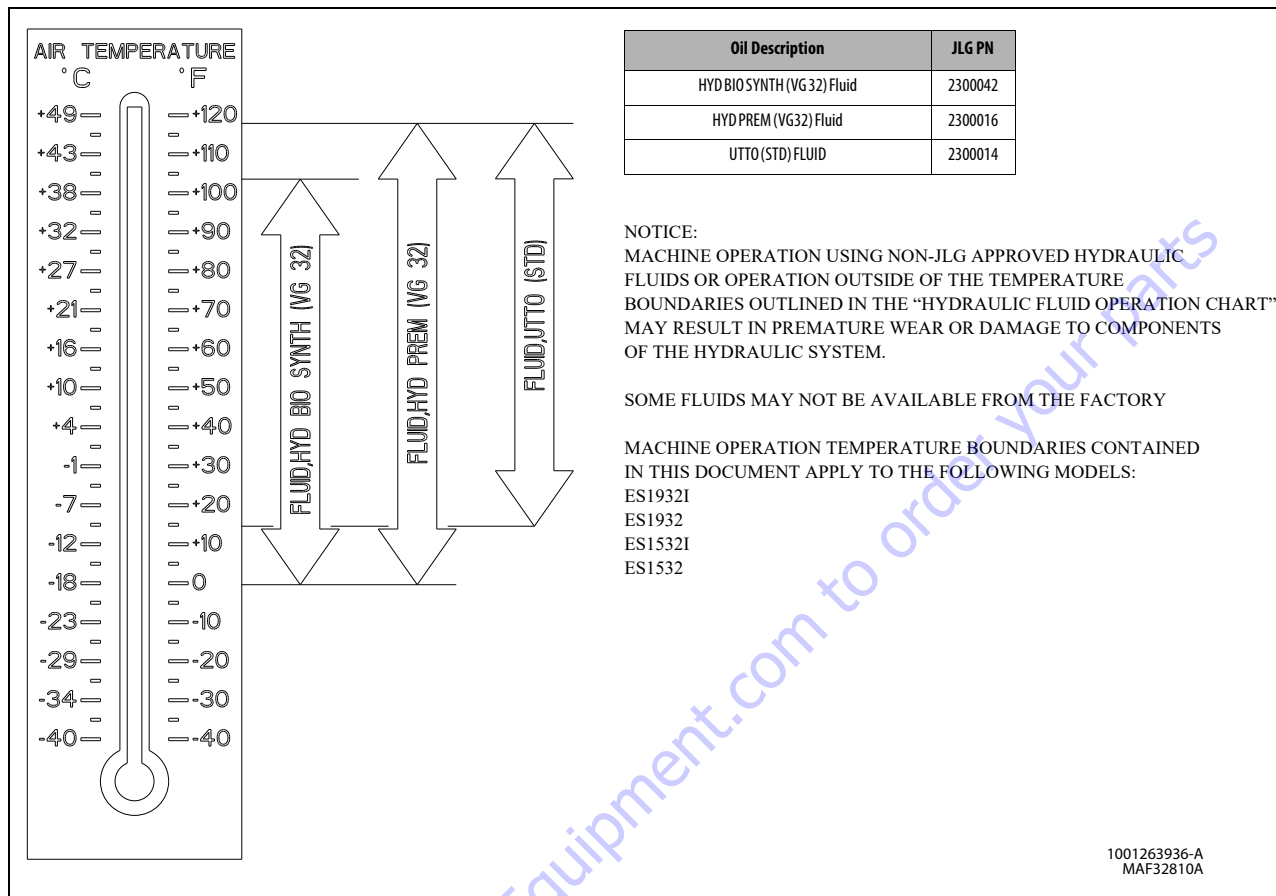 AIR TEMPERATURE
°C °F
+49 +120
+43 +110
+38 +100
+32 +90
+27 +80
+21 +70
+16 +60
+10 +50
+4 +40
-1 +30
-7 +20
-12 +10
-18 0
-23 -10
-29 -20
-34 -30
-40 -40
FLUID,HYD BIO SYNTH (VG 32)
FLUID,HYD PREM (VG 32)
FLUID,UTTO (STD)
Oil Description JLG PN
HYD BIO SYNTH (VG 32) Fluid 2300042
HYD PREM (VG32) Fluid 2300016
UTTO (STD) FLUID 2300014
NOTICE:
MACHINE OPERATION USING NON-JLG APPROVED HYDRAULIC
FLUIDS OR OPERATION OUTSIDE OF THE TEMPERATURE
BOUNDARIES OUTLINED IN THE “HYDRAULIC FLUID OPERATION CHART”
MAY RESULT IN PREMATURE WEAR OR DAMAGE TO COMPONENTS
OF THE HYDRAULIC SYSTEM.
SOME FLUIDS MAY NOT BE AVAILABLE FROM THE FACTORY
MACHINE OPERATION TEMPERATURE BOUNDARIES CONTAINED
IN THIS DOCUMENT APPLY TO THE FOLLOWING MODELS:
ES1932I
ES1932
ES1532I
ES1532
1001263936-A
MAF32810A
Equipment.com to order your parts